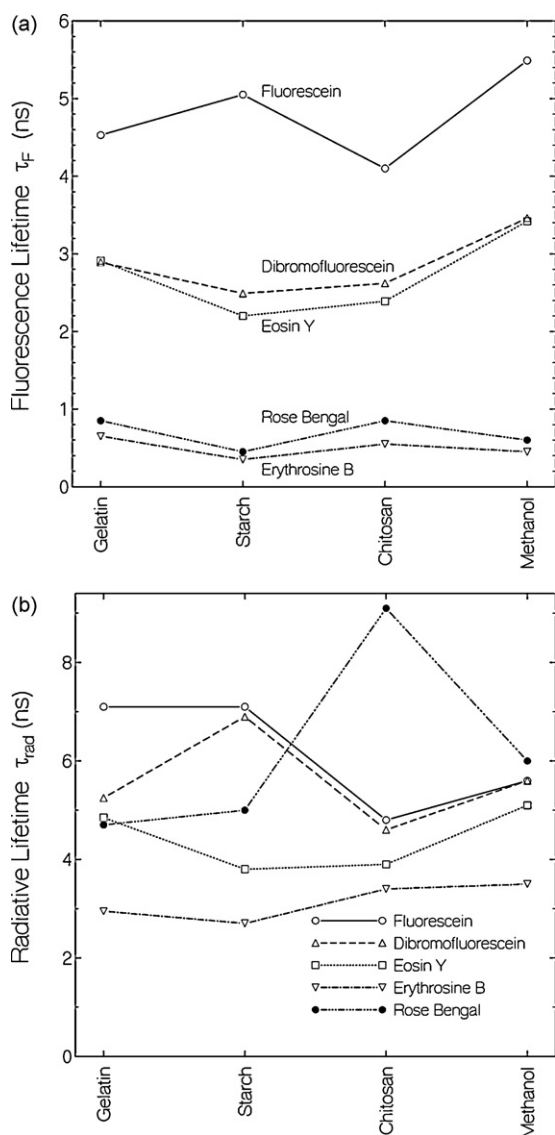 (a)
Fluorescence Lifetime τF (ns)
6
5
4
3
2
1
0
Fluorescein
Dibromofluorescein
Eosin Y
Rose Bengal
Erythrosine B
Gelatin
Starch
Chitosan
Methanol
(b)
Radiative Lifetime τrad (ns)
8
6
4
2
0
Fluorescein
Dibromofluorescein
Eosin Y
Erythrosine B
Rose Bengal
Gelatin
Starch
Chitosan
Methanol